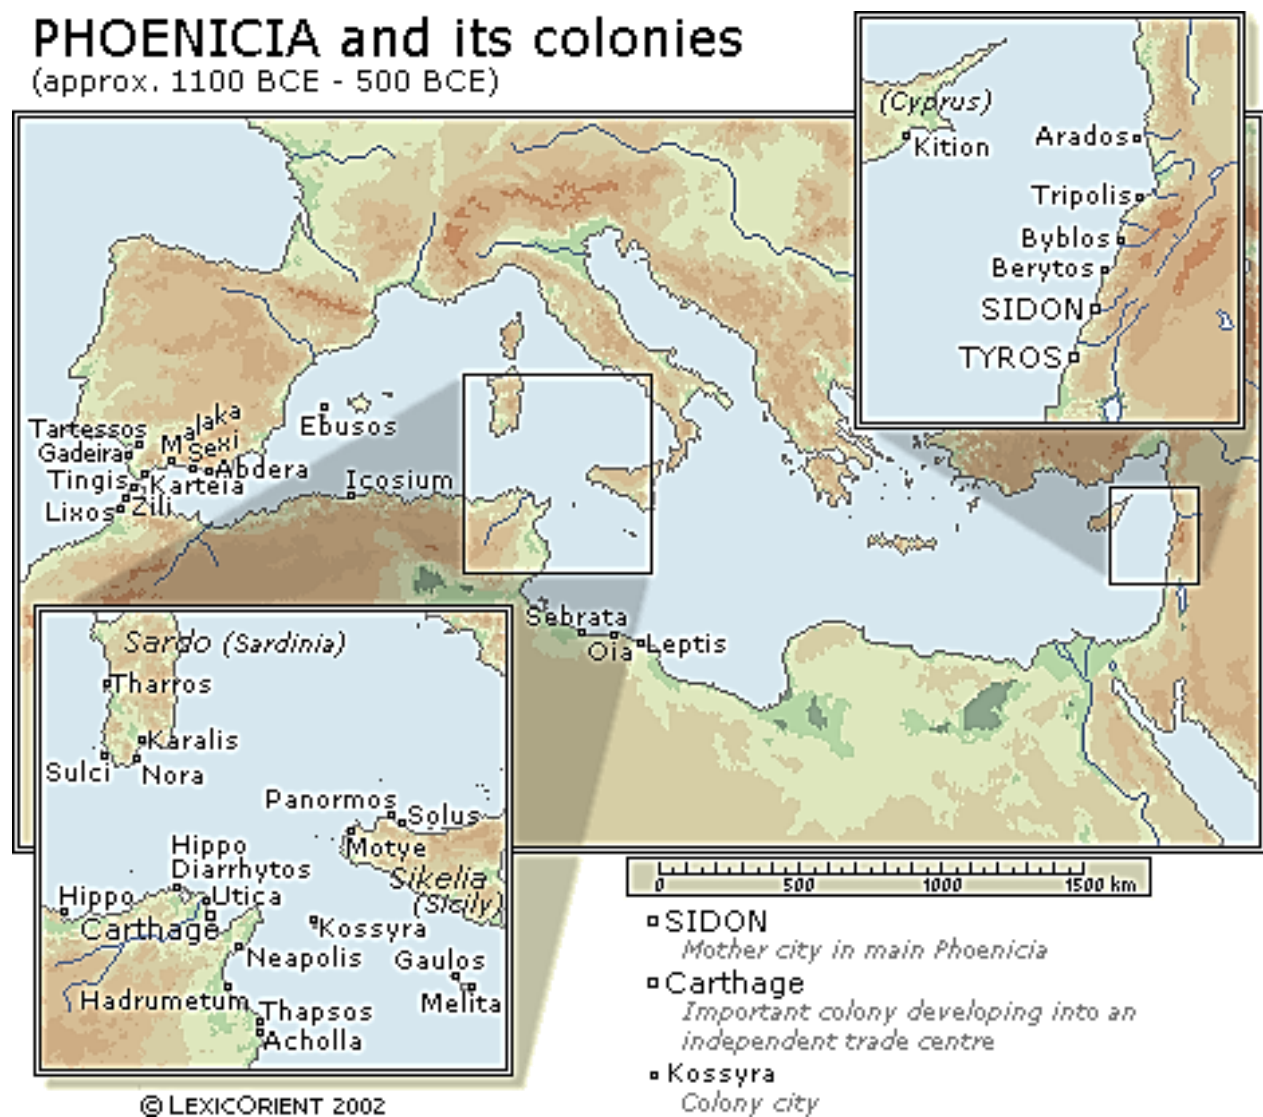 PHOENICIA and its colonies
(approx. 1100 BCE - 500 BCE)
(Cyprus)
Kition
Arados
Tripolis
Byblos
Berytos
SIDON
TYROS
Tartessos
Gadeira
Malaka
Sexi
Abdera
Karteia
Tingis
Zili
Lixos
Ebusos
Icosium
Sebrata
Oia
Leptis
Sardo (Sardinia)
Tharros
Karalis
Sulci
Nora
Panormos
Solus
Motye
Sikelia
(Sicily)
Hippo
Diarrhytos
Hippo
Utica
Carthage
Kossyra
Neapolis
Gaulos
Melita
Hadrumetum
Thapsos
Acholla
0 500 1000 1500 km
SIDON
Mother city in main Phoenicia
Carthage
Important colony developing into an
independent trade centre
Kossyra
Colony city
© LEXICORIENT 2002